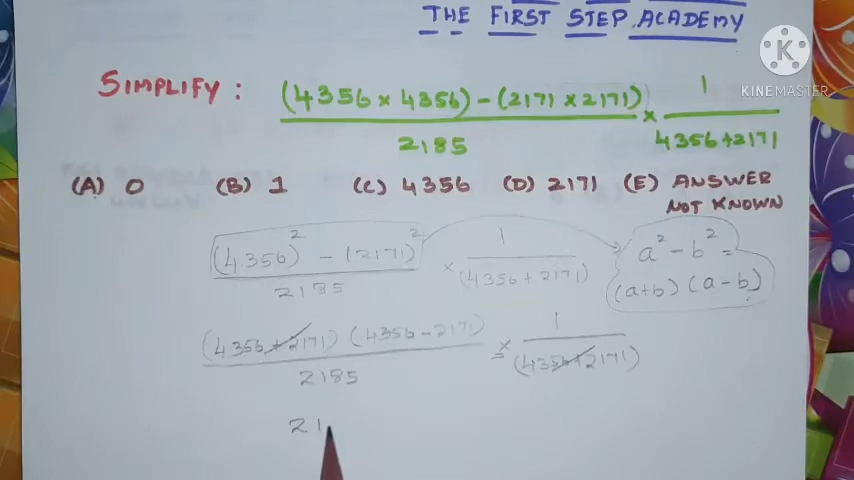 THE FIRST STEP ACADEMY
K
KINEMASTER
SIMPLIFY : (4356 × 4356) - (2171 × 2171) / 2185 × 1 / 4356+2171
(A) 0 (B) 1 (C) 4356 (D) 2171 (E) ANSWER
NOT KNOWN
(4356)² - (2171)² / 2185 × 1 / (4356+2171)
a² - b² =
(a+b) (a-b)
(4356+2171) (4356-2171) / 2185 × 1 / (4356+2171)
21